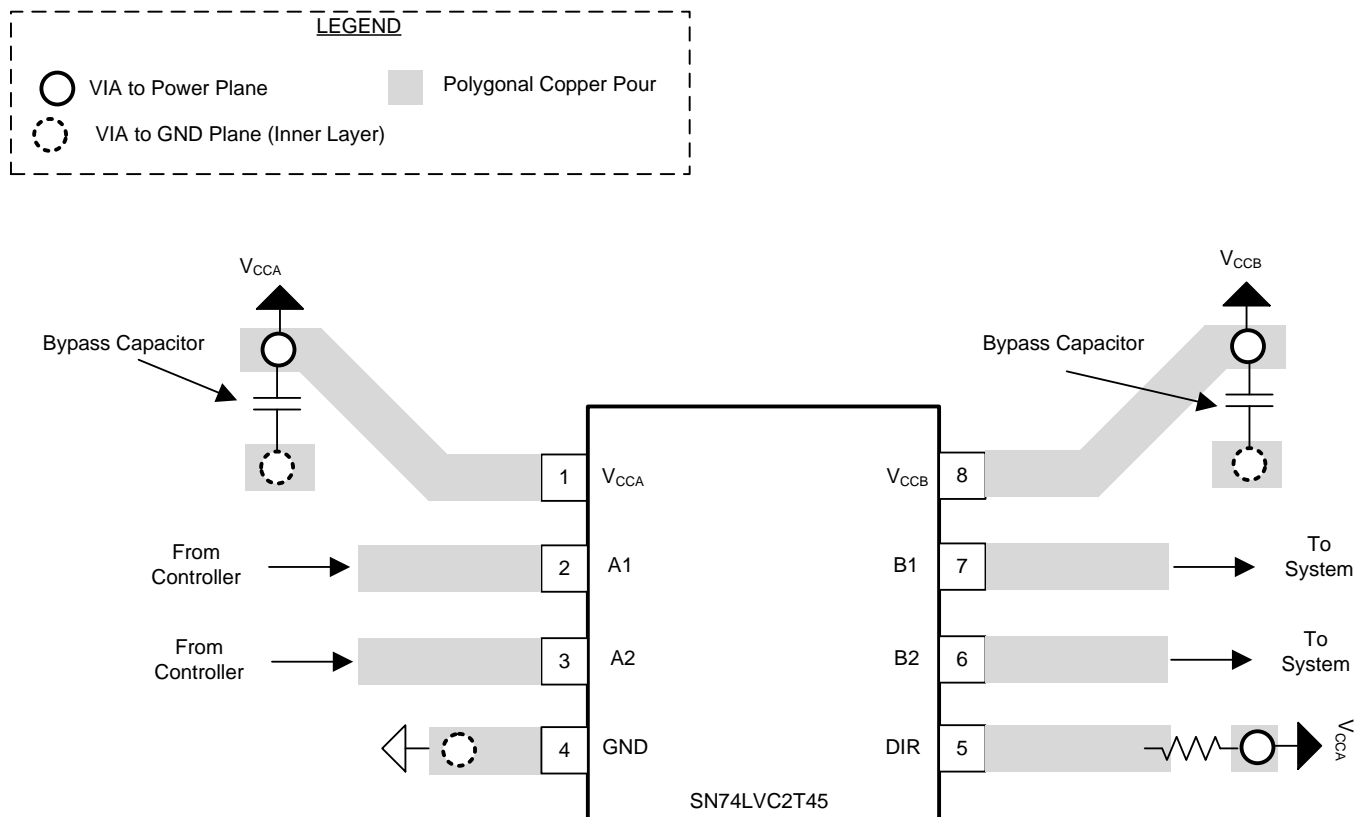 LEGEND
VIA to Power Plane
Polygonal Copper Pour
VIA to GND Plane (Inner Layer)
VCCA
VCCB
Bypass Capacitor
Bypass Capacitor
1
VCCA
VCCB
8
From
Controller
2
A1
B1
7
To
System
From
Controller
3
A2
B2
6
To
System
4
GND
DIR
5
VCCA
SN74LVC2T45